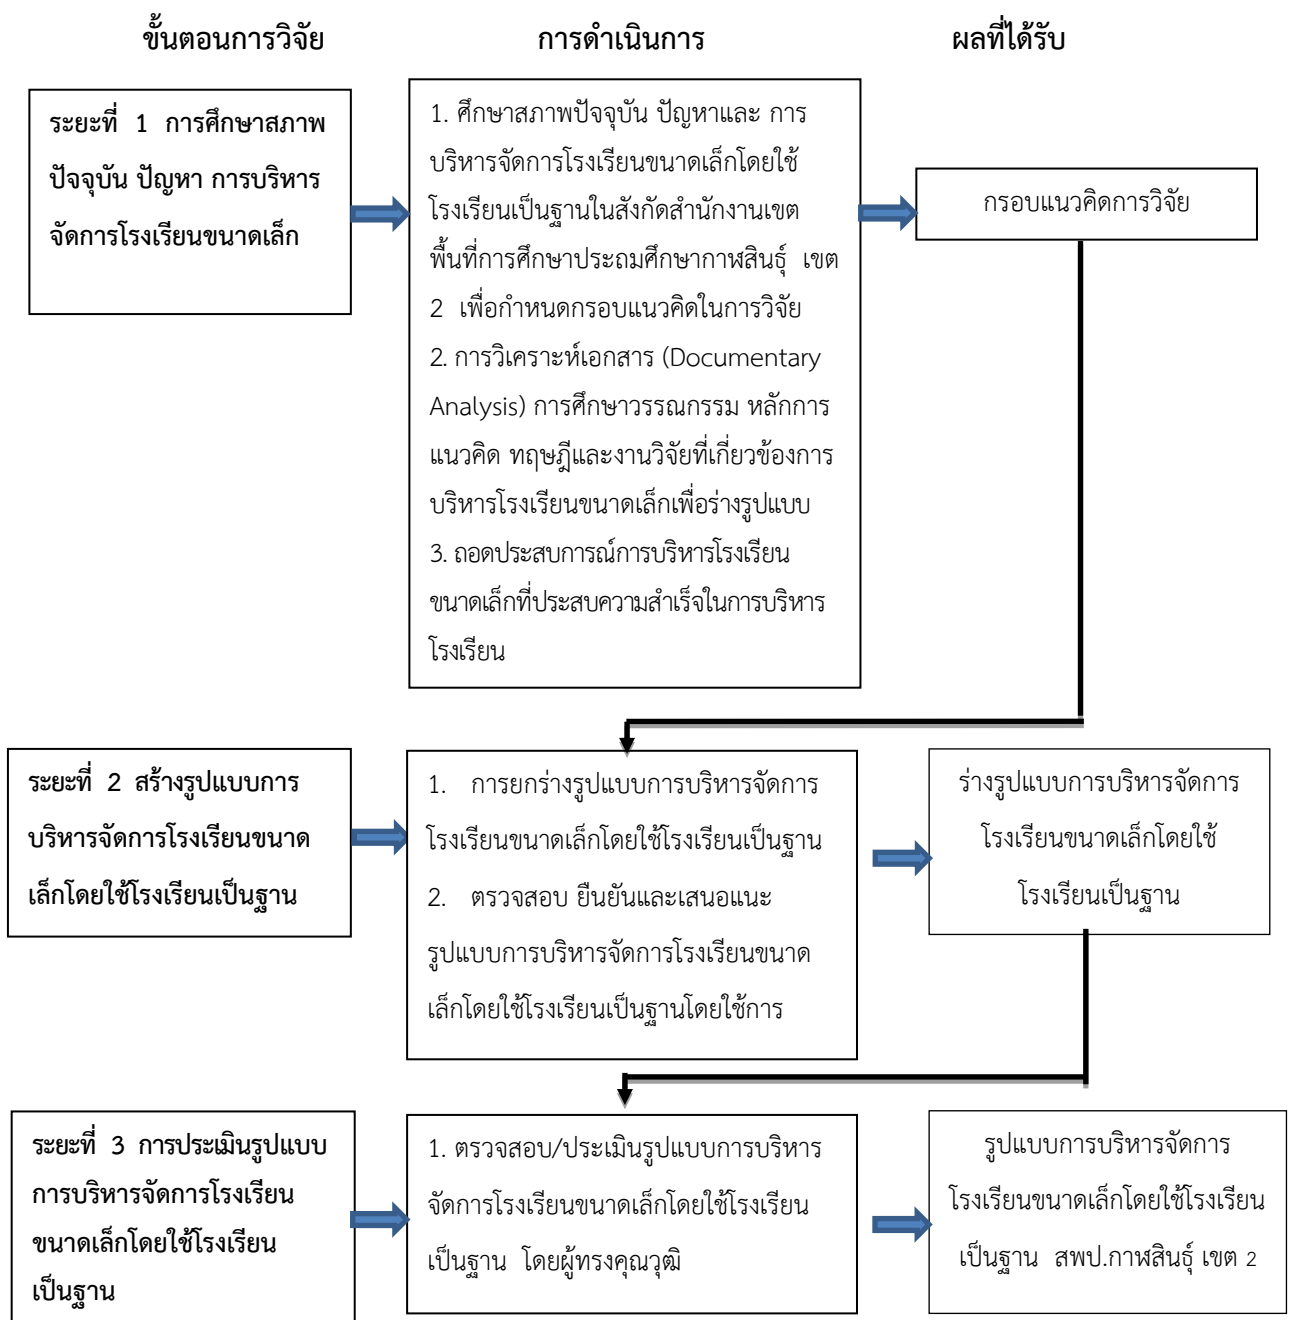 ขั้นตอนการวิจัย
การดำเนินการ
ผลที่ได้รับ
ระยะที่ 1 การศึกษาสภาพ
ปัจจุบัน ปัญหา การบริหาร
จัดการโรงเรียนขนาดเล็ก
1. ศึกษาสภาพปัจจุบัน ปัญหาและ การ
บริหารจัดการโรงเรียนขนาดเล็กโดยใช้
โรงเรียนเป็นฐานในสังกัดสำนักงานเขต
พื้นที่การศึกษาประถมศึกษากาฬสินธุ์ เขต
2 เพื่อกำหนดกรอบแนวคิดในการวิจัย
2. การวิเคราะห์เอกสาร (Documentary
Analysis) การศึกษาวรรณกรรม หลักการ
แนวคิด ทฤษฎีและงานวิจัยที่เกี่ยวข้องการ
บริหารโรงเรียนขนาดเล็กเพื่อร่างรูปแบบ
3. ถอดประสบการณ์การบริหารโรงเรียน
ขนาดเล็กที่ประสบความสำเร็จในการบริหาร
โรงเรียน
กรอบแนวคิดการวิจัย
ระยะที่ 2 สร้างรูปแบบการ
บริหารจัดการโรงเรียนขนาด
เล็กโดยใช้โรงเรียนเป็นฐาน
1. การยกร่างรูปแบบการบริหารจัดการ
โรงเรียนขนาดเล็กโดยใช้โรงเรียนเป็นฐาน
2. ตรวจสอบ ยืนยันและเสนอแนะ
รูปแบบการบริหารจัดการโรงเรียนขนาด
เล็กโดยใช้โรงเรียนเป็นฐานโดยใช้การ
ร่างรูปแบบการบริหารจัดการ
โรงเรียนขนาดเล็กโดยใช้
โรงเรียนเป็นฐาน
ระยะที่ 3 การประเมินรูปแบบ
การบริหารจัดการโรงเรียน
ขนาดเล็กโดยใช้โรงเรียน
เป็นฐาน
1. ตรวจสอบ/ประเมินรูปแบบการบริหาร
จัดการโรงเรียนขนาดเล็กโดยใช้โรงเรียน
เป็นฐาน โดยผู้ทรงคุณวุฒิ
รูปแบบการบริหารจัดการ
โรงเรียนขนาดเล็กโดยใช้โรงเรียน
เป็นฐาน สพป.กาฬสินธุ์ เขต 2